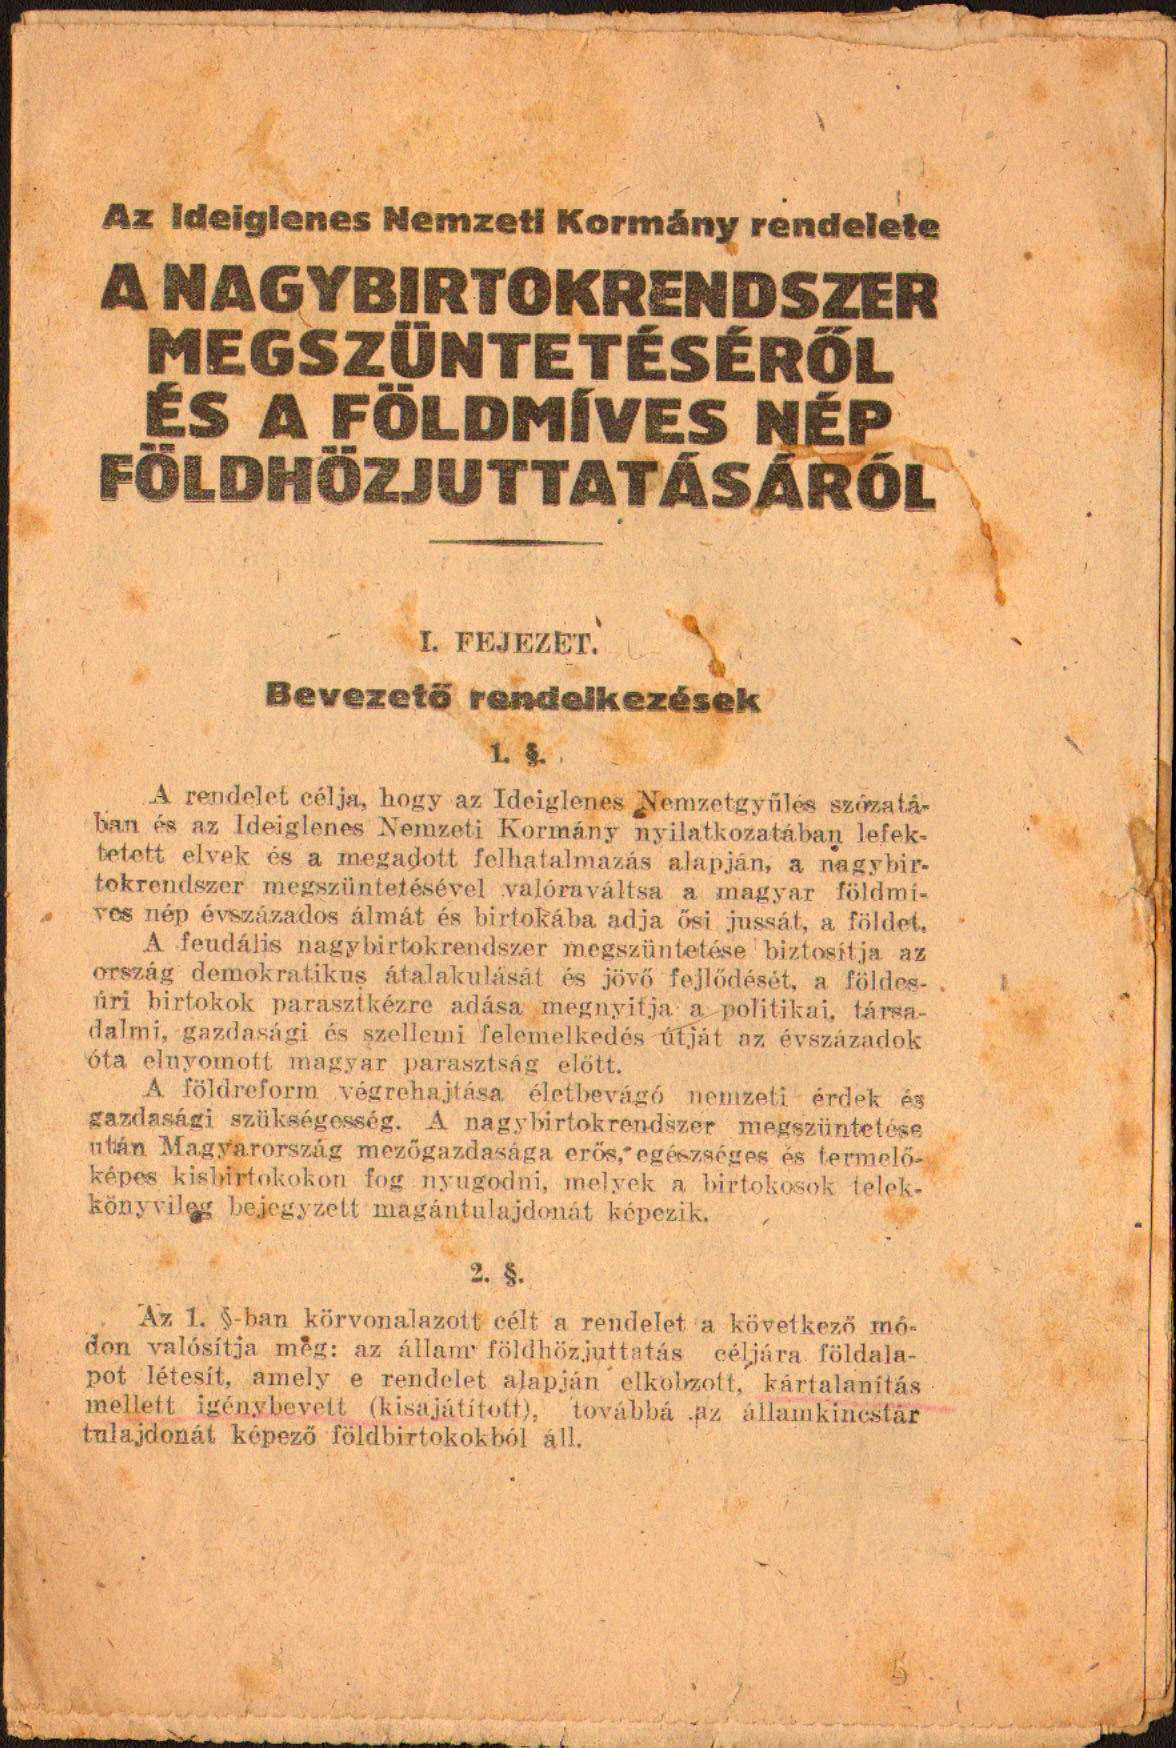 Az Ideiglenes Nemzeti Kormány rendelete
A NAGYBIRTOKRENDSZER
MEGSZÜNTETÉSÉRŐL
ÉS A FÖLDMÍVES NÉP
FÖLDHÖZJUTTATÁSÁRÓL
I. FEJEZET.
Bevezető rendelkezések
1. §.
A rendelet célja, hogy az Ideiglenes Nemzetgyűlés szózatá-
ban és az Ideiglenes Nemzeti Kormány nyilatkozatában lefek-
tetett elvek és a megadott felhatalmazás alapján, a nagybir-
tokrendszer megszüntetésével valóraváltsa a magyar földmí-
ves nép évszázados álmát és birtokába adja ősi jussát, a földet.
A feudális nagybirtokrendszer megszüntetése biztosítja az
ország demokratikus átalakulását és jövő fejlődését, a földes-
úri birtokok parasztkézre adása megnyitja a politikai, társa-
dalmi, gazdasági és szellemi felemelkedés útját az évszázadok
óta elnyomott magyar parasztság előtt.
A földreform végrehajtása életbevágó nemzeti érdek és
gazdasági szükségesség. A nagybirtokrendszer megszüntetése
után Magyarország mezőgazdasága erős, egészséges és termelő-
képes kisbirtokokon fog nyugodni, melyek a birtokosok telek-
könyvileg bejegyzett magántulajdonát képezik.
2. §.
Az 1. §-ban körvonalazott célt a rendelet a következő mó-
don valósítja meg: az állam földhözjuttatás céljára földala-
pot létesít, amely e rendelet alapján elkobzott, kártalanítás
mellett igénybevett (kisajátított), továbbá az államkincstár
tulajdonát képező földbirtokokból áll.